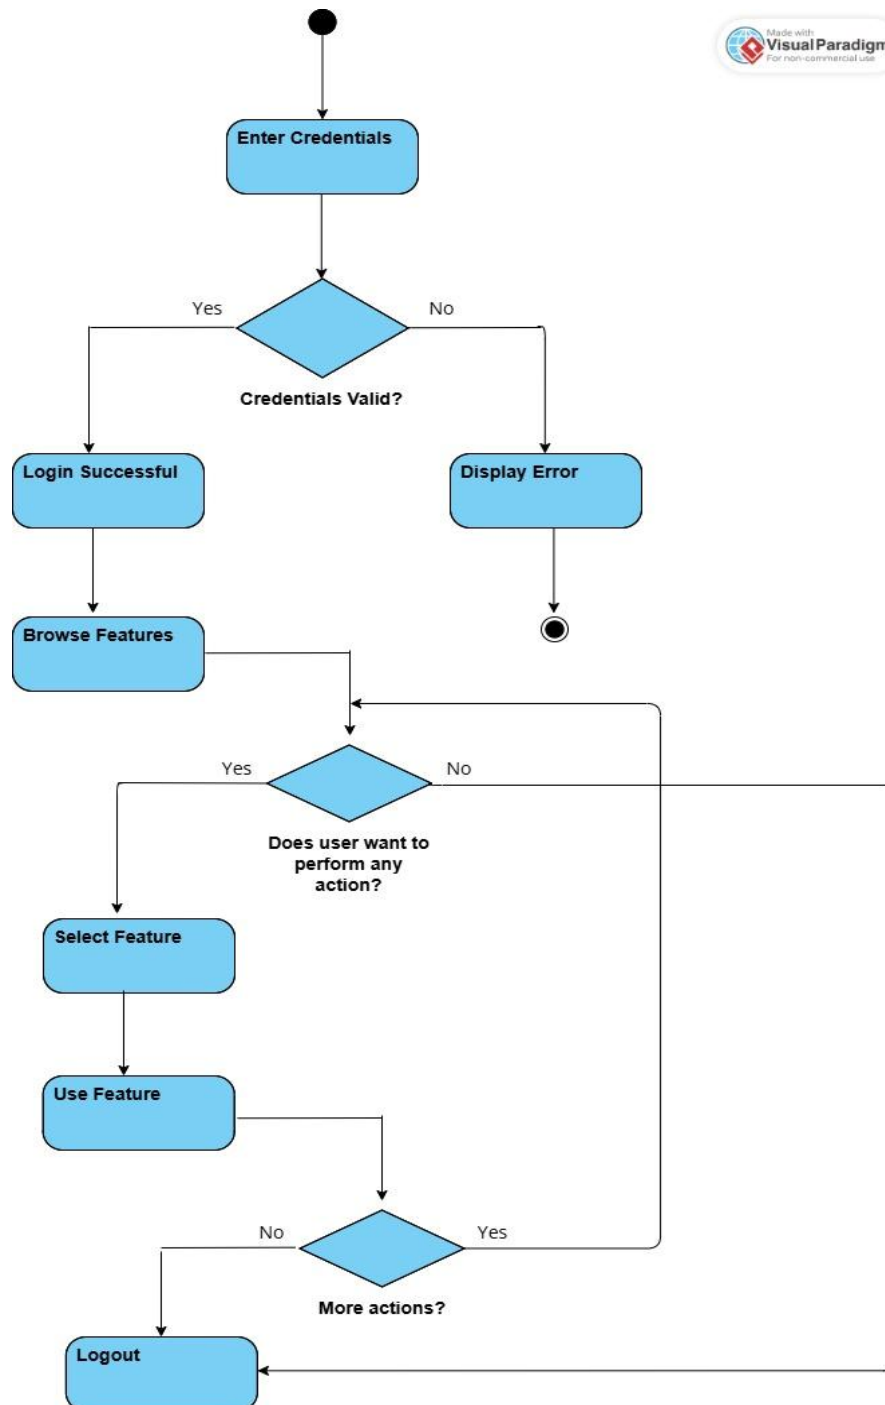 Made with
Visual Paradigm
For non-commercial use
Enter Credentials
Yes
No
Credentials Valid?
Login Successful
Display Error
Browse Features
Yes
No
Does user want to
perform any
action?
Select Feature
Use Feature
No
Yes
More actions?
Logout